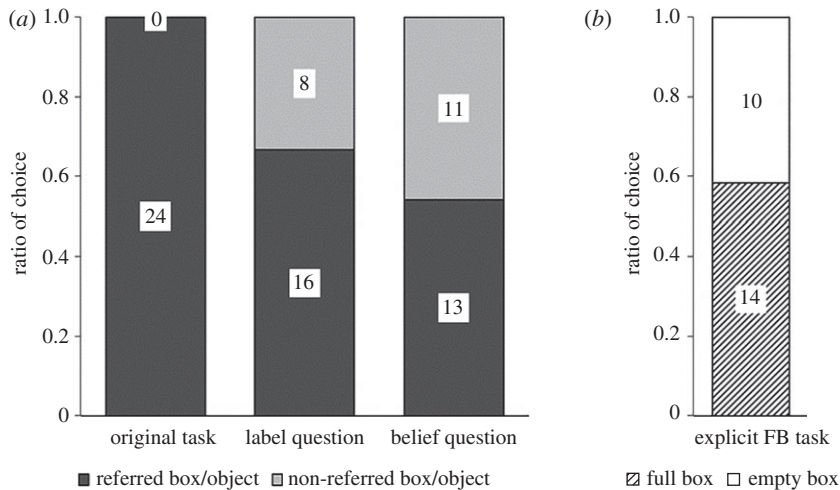 (a)
1.0
0.8
0.6
0.4
0.2
0
ratio of choice
0
24
8
16
11
13
original task
label question
belief question
referred box/object
non-referred box/object
(b)
1.0
0.8
0.6
0.4
0.2
0
ratio of choice
10
14
explicit FB task
full box
empty box